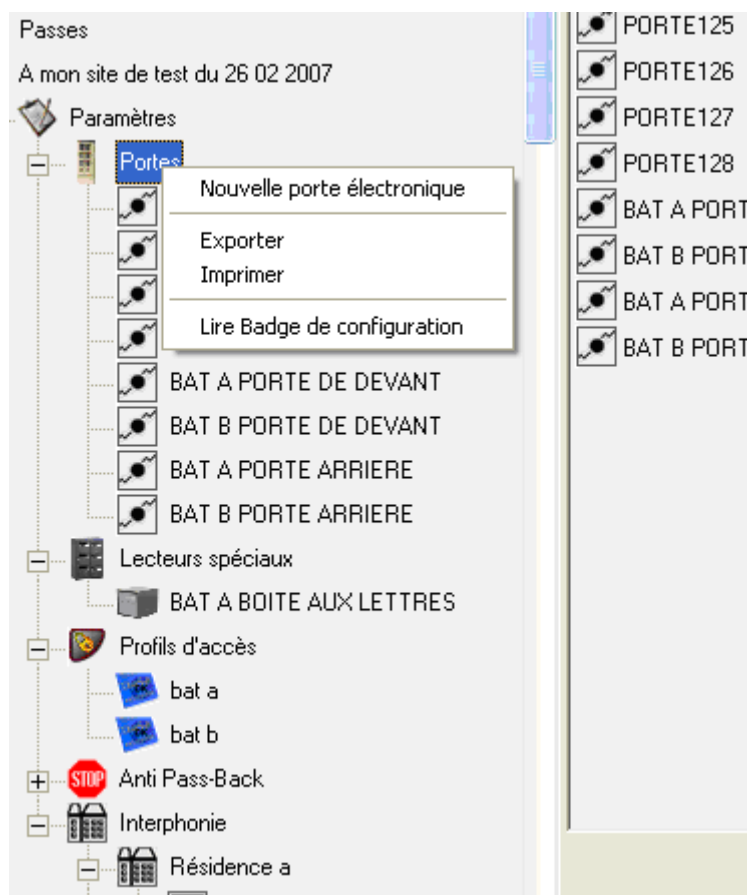 Passes
A mon site de test du 26 02 2007
Paramètres
Portes
Nouvelle porte électronique
Exporter
Imprimer
Lire Badge de configuration
BAT A PORTE DE DEVANT
BAT B PORTE DE DEVANT
BAT A PORTE ARRIERE
BAT B PORTE ARRIERE
Lecteurs spéciaux
BAT A BOITE AUX LETTRES
Profils d'accès
bat a
bat b
STOP Anti Pass-Back
Interphonie
Résidence a
PORTE125
PORTE126
PORTE127
PORTE128
BAT A PORT
BAT B PORT
BAT A PORT
BAT B PORT